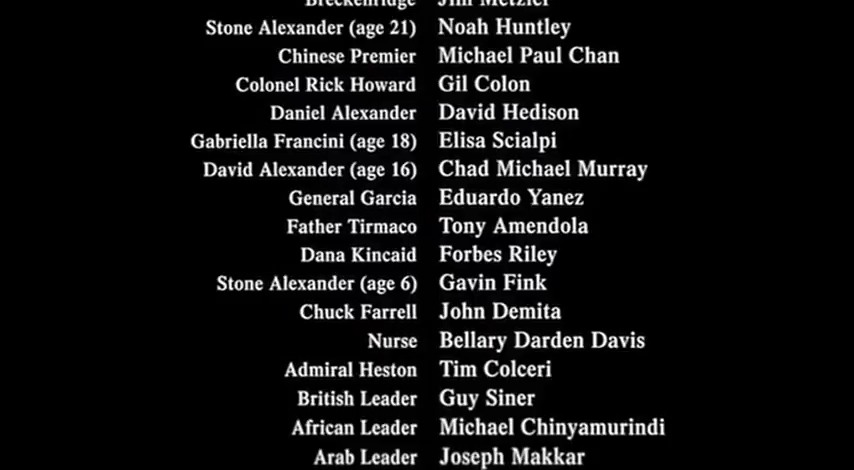 Breckenridge Jim Metzler
Stone Alexander (age 21) Noah Huntley
Chinese Premier Michael Paul Chan
Colonel Rick Howard Gil Colon
Daniel Alexander David Hedison
Gabriella Francini (age 18) Elisa Scialpi
David Alexander (age 16) Chad Michael Murray
General Garcia Eduardo Yanez
Father Tirmaco Tony Amendola
Dana Kincaid Forbes Riley
Stone Alexander (age 6) Gavin Fink
Chuck Farrell John Demita
Nurse Bellary Darden Davis
Admiral Heston Tim Colceri
British Leader Guy Siner
African Leader Michael Chinyamurindi
Arab Leader Joseph Makkar